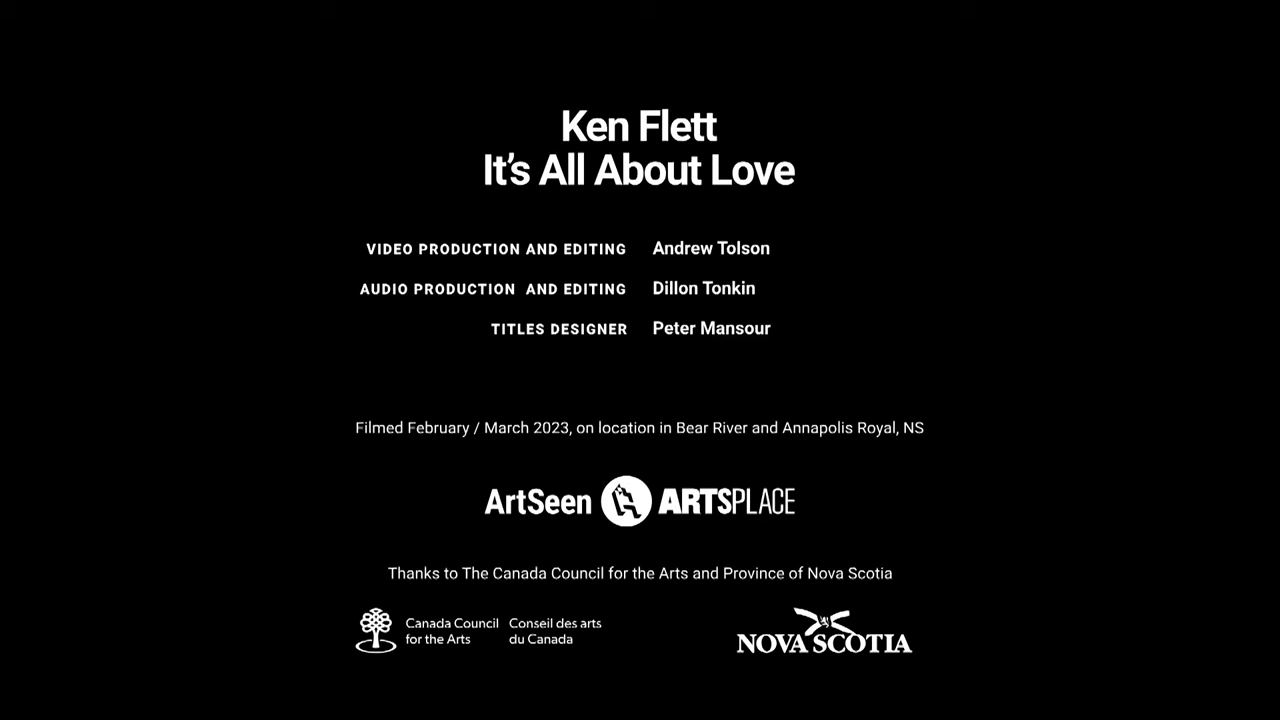 Ken Flett
It's All About Love
VIDEO PRODUCTION AND EDITING Andrew Tolson
AUDIO PRODUCTION AND EDITING Dillon Tonkin
TITLES DESIGNER Peter Mansour
Filmed February / March 2023, on location in Bear River and Annapolis Royal, NS
ArtSeen ARTSPLACE
Thanks to The Canada Council for the Arts and Province of Nova Scotia
Canada Council Conseil des arts
for the Arts du Canada
NOVA SCOTIA